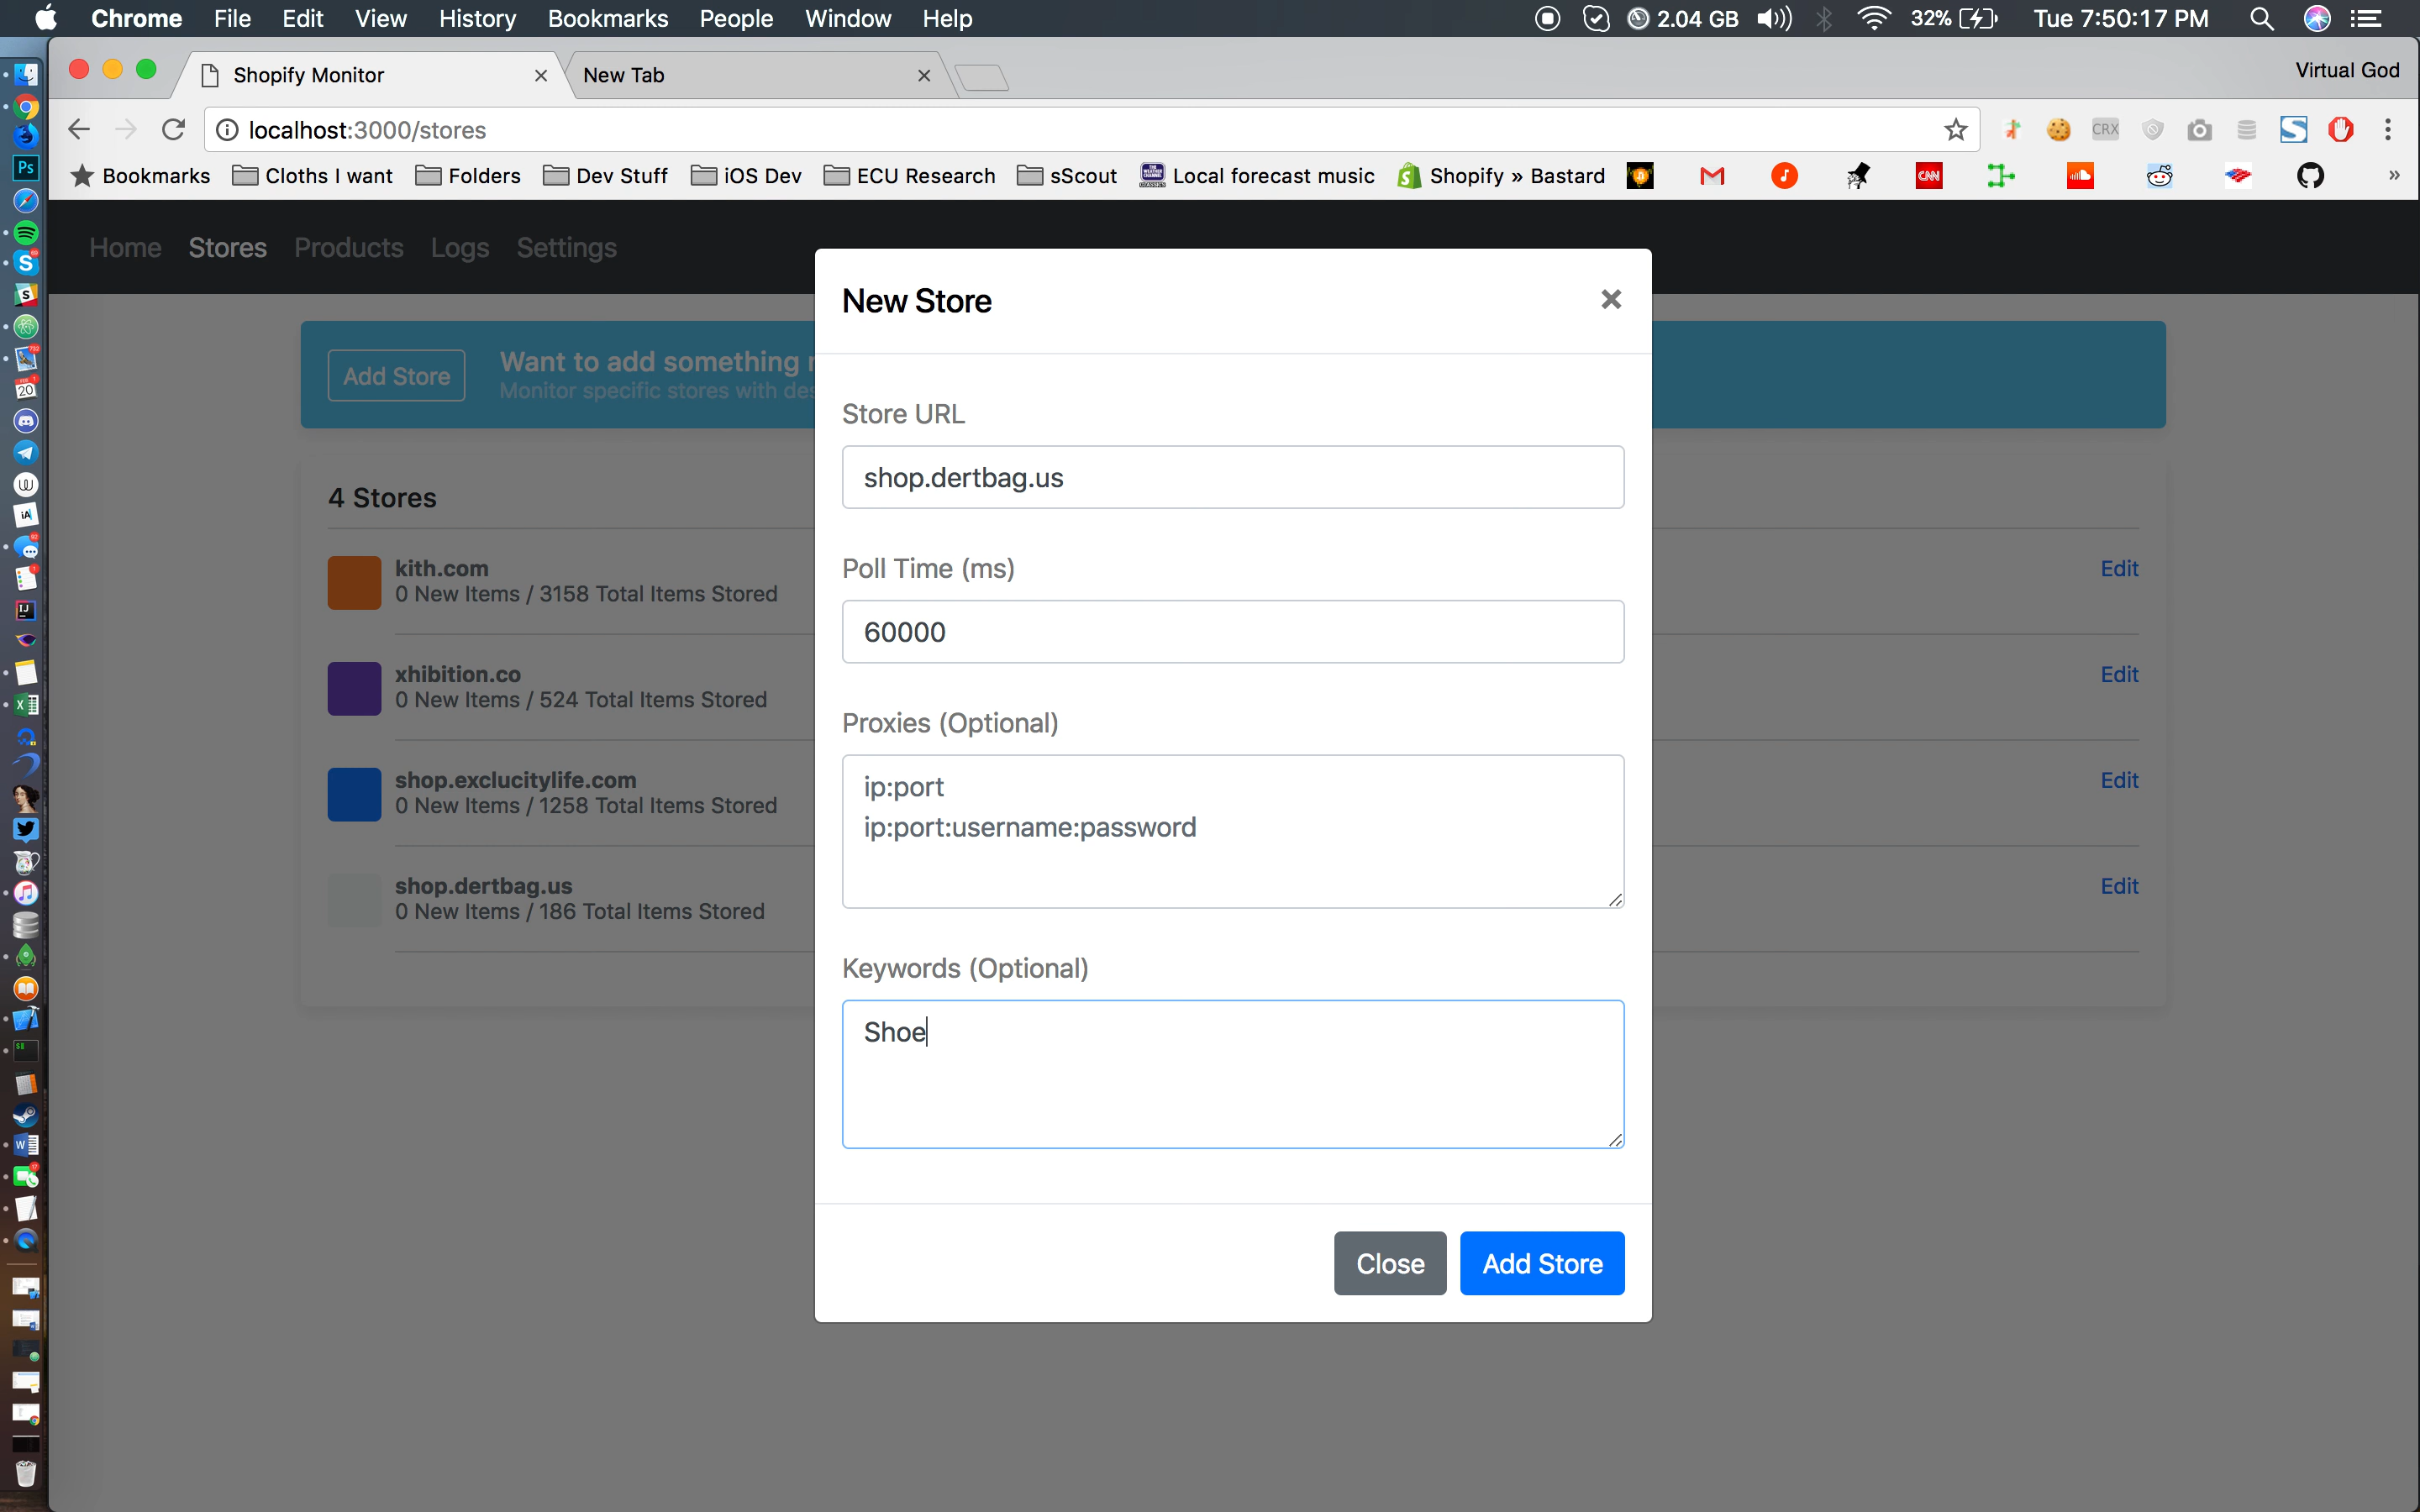 Chrome File Edit View History Bookmarks People Window Help 2.04 GB 32% Tue 7:50:17 PM
Shopify Monitor New Tab Virtual God
localhost:3000/stores CRX
Bookmarks Cloths I want Folders Dev Stuff iOS Dev ECU Research sScout Local forecast music Shopify » Bastard CNN »
Home Stores Products Logs Settings
New Store
Add Store
Want to add something
Monitor specific stores with des
Store URL
shop.dertbag.us
Poll Time (ms)
60000
Proxies (Optional)
ip:port
ip:port:username:password
Keywords (Optional)
Shoe
Close Add Store
4 Stores
kith.com Edit
0 New Items / 3158 Total Items Stored
xhibition.co Edit
0 New Items / 524 Total Items Stored
shop.exclucitylife.com Edit
0 New Items / 1258 Total Items Stored
shop.dertbag.us Edit
0 New Items / 186 Total Items Stored
Ps
20
iA
IJ